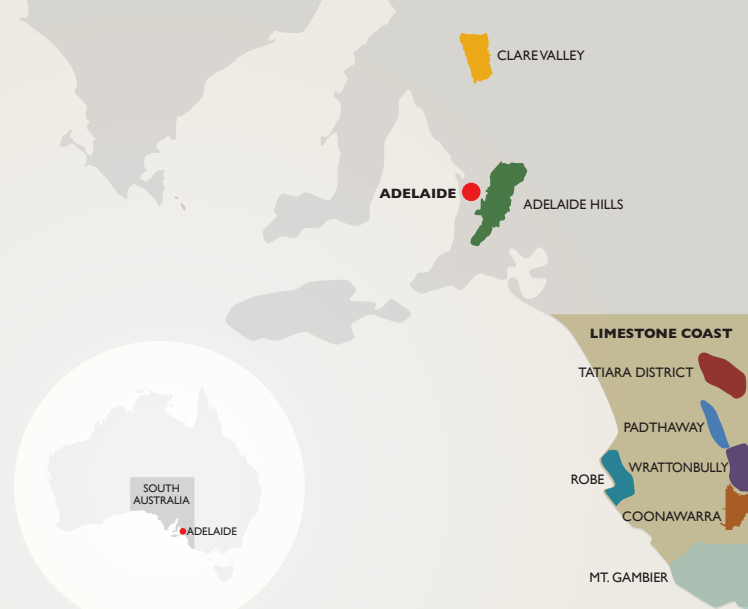 CLARE VALLEY
ADELAIDE
ADELAIDE HILLS
LIMESTONE COAST
TATIARA DISTRICT
PADTHAWAY
WRATTONBULLY
ROBE
COONAWARRA
MT. GAMBIER
SOUTH
AUSTRALIA
ADELAIDE